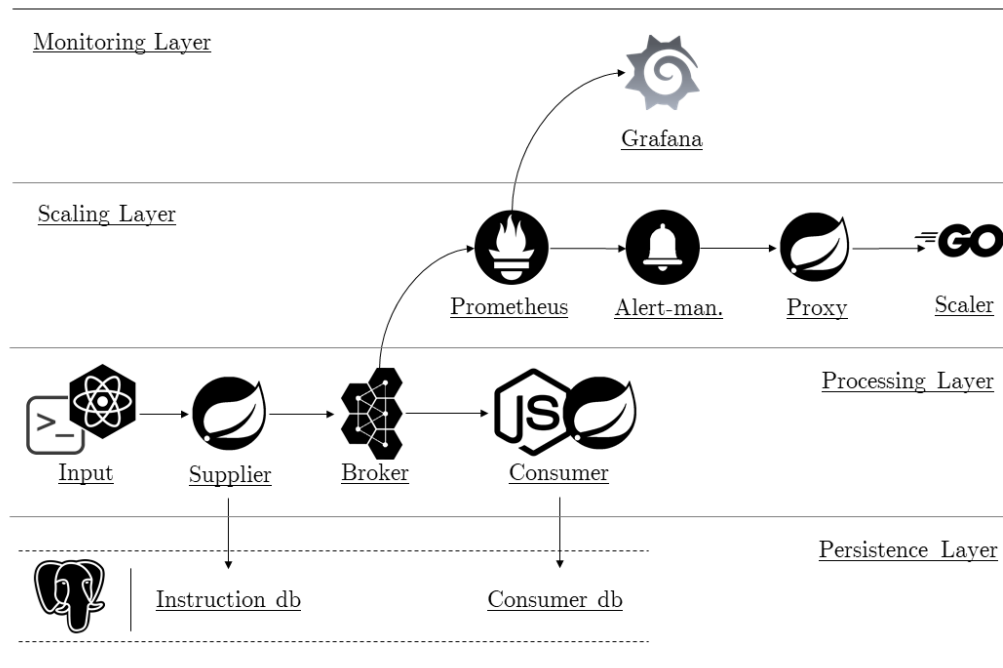 Monitoring Layer
Grafana
Scaling Layer
Prometheus
Alert-man.
Proxy
GO
Scaler
Processing Layer
>_
JS
Input
Supplier
Broker
Consumer
Persistence Layer
Instruction db
Consumer db